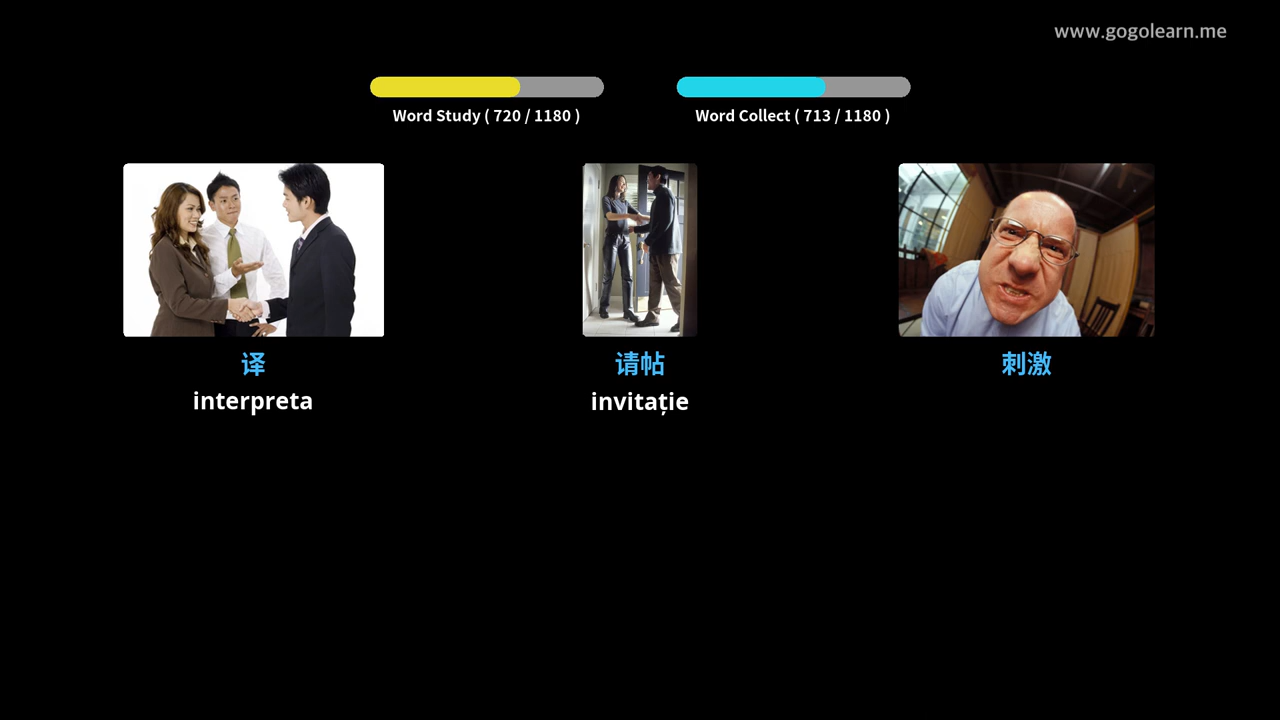 www.gogolearn.me
Word Study ( 720 / 1180 )
Word Collect ( 713 / 1180 )
译
请帖
刺激
interpreta
invitație